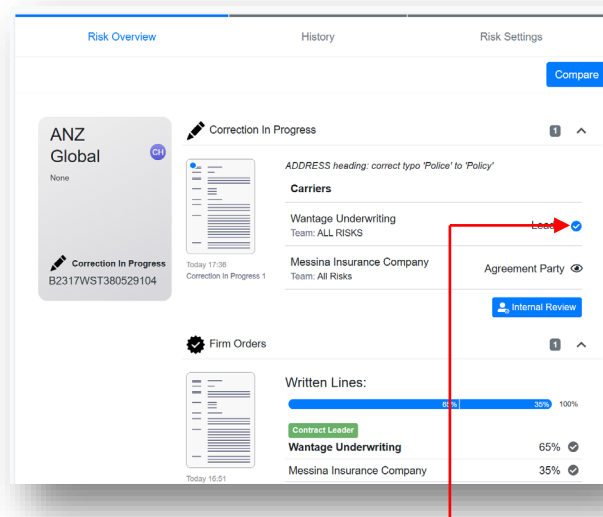 Risk Overview
History
Risk Settings
Compare
ANZ
Global
CH
None
Correction In Progress
B2317WST380529104
Correction In Progress
1
Today 17:36
Correction In Progress 1
ADDRESS heading: correct typo 'Police' to 'Policy'
Carriers
Wantage Underwriting
Team: ALL RISKS
Messina Insurance Company
Team: All Risks
Agreement Party
Internal Review
Firm Orders
1
Today 16:51
Written Lines:
65%
35%
100%
Contract Leader
Wantage Underwriting
65%
Messina Insurance Company
35%